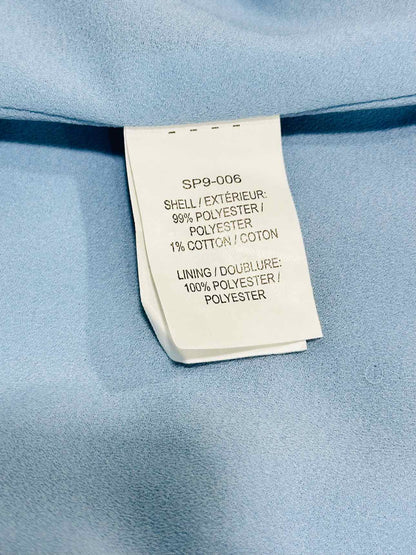 SP9-006
SHELL / EXTÉRIEUR:
99% POLYESTER /
POLYESTER
1% COTTON / COTON
LINING / DOUBLURE:
100% POLYESTER /
POLYESTER